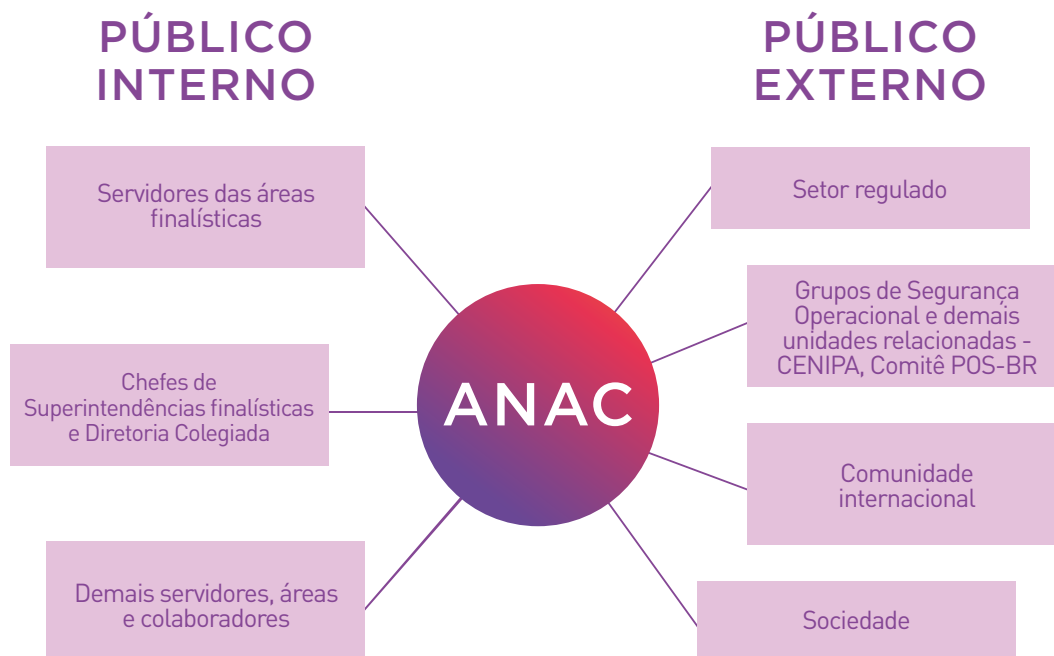 PÚBLICO
INTERNO
Servidores das áreas
finalísticas
Chefes de
Superintendências finalísticas
e Diretoria Colegiada
Demais servidores, áreas
e colaboradores
ANAC
PÚBLICO
EXTERNO
Setor regulado
Grupos de Segurança
Operacional e demais
unidades relacionadas -
CENIPA, Comitê POS-BR
Comunidade
internacional
Sociedade